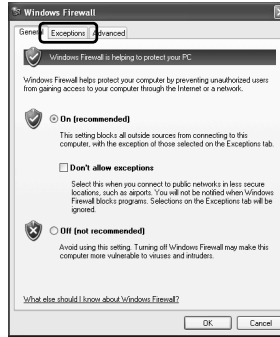 Windows Firewall
General
Exceptions
Advanced
Windows Firewall is helping to protect your PC
Windows Firewall helps protect your computer by preventing unauthorized users
from gaining access to your computer through the Internet or a network.
On (recommended)
This setting blocks all outside sources from connecting to this
computer, with the exception of those selected on the Exceptions tab.
Don't allow exceptions
Select this when you connect to public networks in less secure
locations, such as airports. You will not be notified when Windows
Firewall blocks programs. Selections on the Exceptions tab will be
ignored.
Off (not recommended)
Avoid using this setting. Turning off Windows Firewall may make this
computer more vulnerable to viruses and intruders.
What else should I know about Windows Firewall?
OK
Cancel